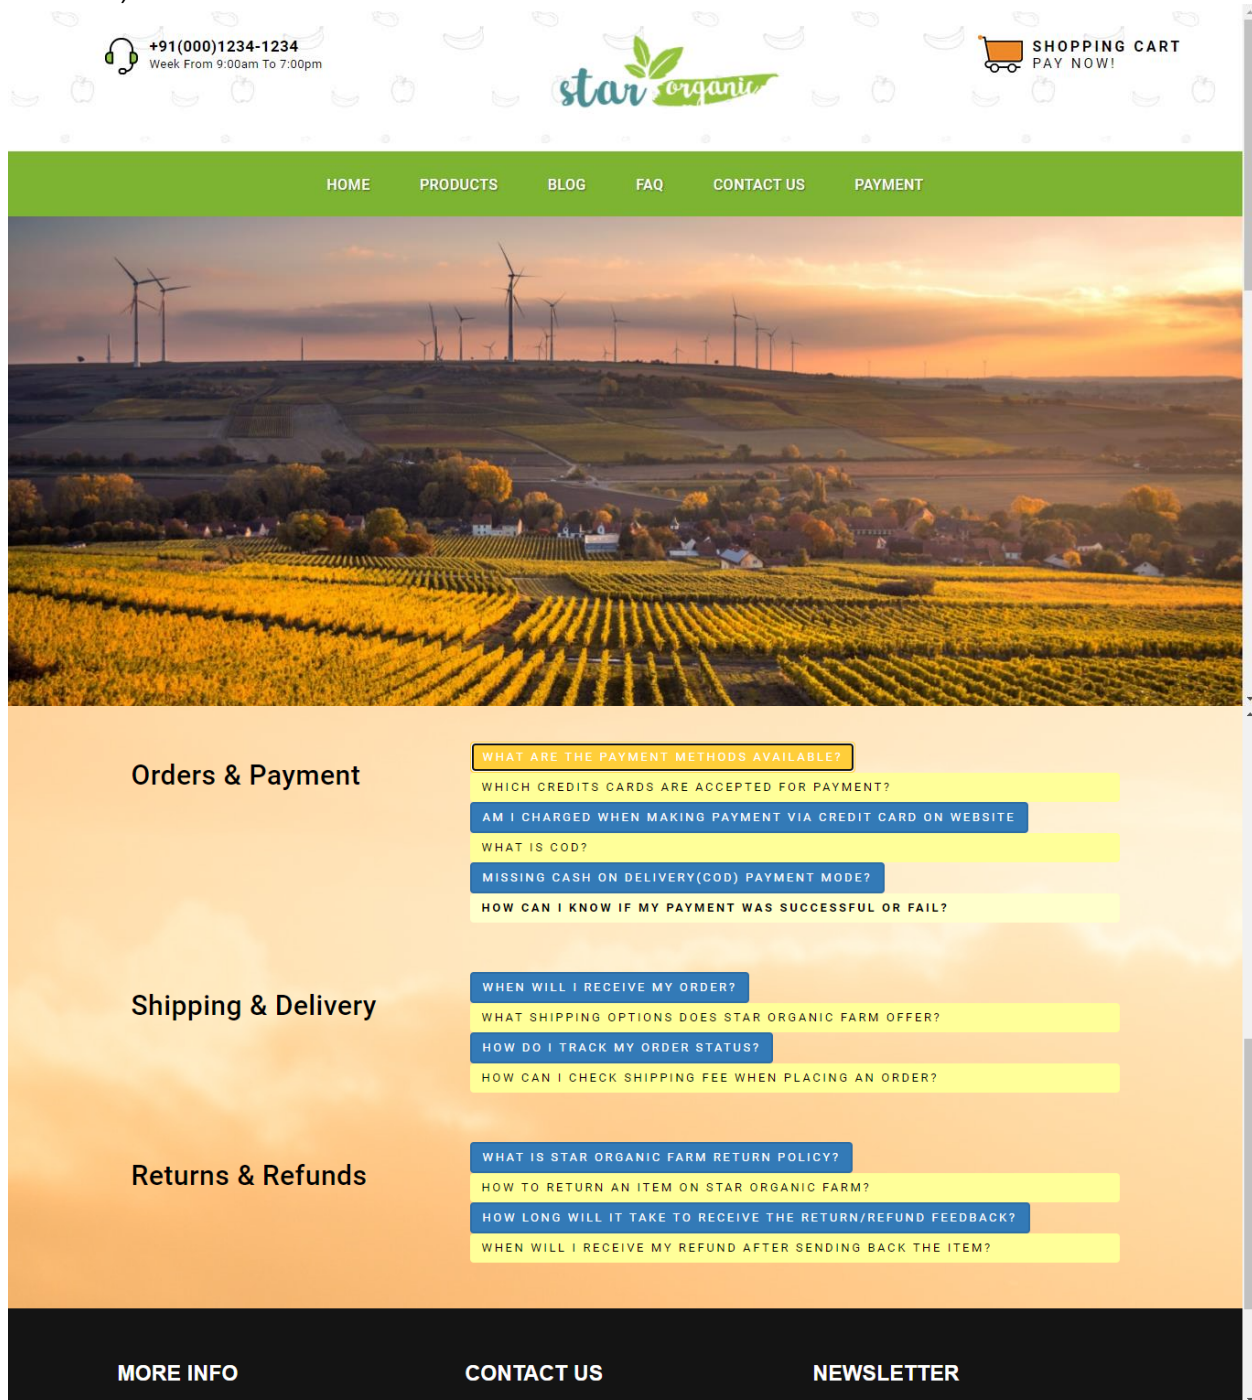 +91(000)1234-1234
Week From 9:00am To 7:00pm
star organic
SHOPPING CART
PAY NOW!
HOME PRODUCTS BLOG FAQ CONTACT US PAYMENT
Orders & Payment
WHAT ARE THE PAYMENT METHODS AVAILABLE?
WHICH CREDITS CARDS ARE ACCEPTED FOR PAYMENT?
AM I CHARGED WHEN MAKING PAYMENT VIA CREDIT CARD ON WEBSITE
WHAT IS COD?
MISSING CASH ON DELIVERY(COD) PAYMENT MODE?
HOW CAN I KNOW IF MY PAYMENT WAS SUCCESSFUL OR FAIL?
Shipping & Delivery
WHEN WILL I RECEIVE MY ORDER?
WHAT SHIPPING OPTIONS DOES STAR ORGANIC FARM OFFER?
HOW DO I TRACK MY ORDER STATUS?
HOW CAN I CHECK SHIPPING FEE WHEN PLACING AN ORDER?
Returns & Refunds
WHAT IS STAR ORGANIC FARM RETURN POLICY?
HOW TO RETURN AN ITEM ON STAR ORGANIC FARM?
HOW LONG WILL IT TAKE TO RECEIVE THE RETURN/REFUND FEEDBACK?
WHEN WILL I RECEIVE MY REFUND AFTER SENDING BACK THE ITEM?
MORE INFO CONTACT US NEWSLETTER